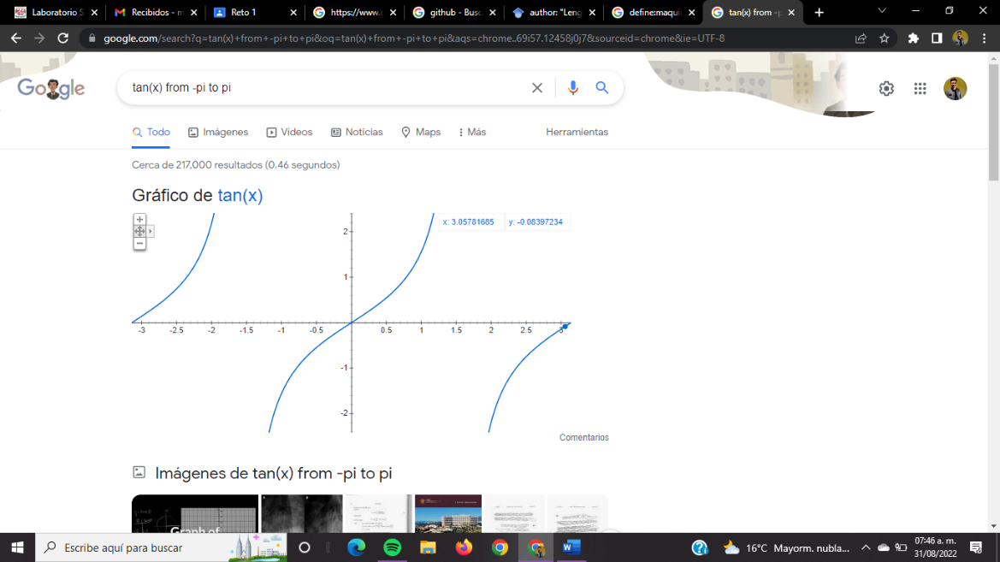 Laboratorio S
Recibidos - m
Reto 1
https://www.
github - Bus
author: "Leng
define:maqui
tan(x) from -p
google.com/search?q=tan(x)+from+-pi+to+pi&oq=tan(x)+from+-pi+to+pi&aqs=chrome..69i57.12458j0j7&sourceid=chrome&ie=UTF-8
Google
tan(x) from -pi to pi
Todo Imágenes Videos Noticias Maps Más Herramientas
Cerca de 217,000 resultados (0.46 segundos)
Gráfico de tan(x)
x: 3.05781685 y: -0.08397234
2
1
-3 -2.5 -2 -1.5 -1 -0.5 0.5 1 1.5 2 2.5 3
-1
-2
Comentarios
Imágenes de tan(x) from -pi to pi
Graph of
Escribe aquí para buscar
16°C Mayorm. nubla...
07:46 a. m.
31/08/2022